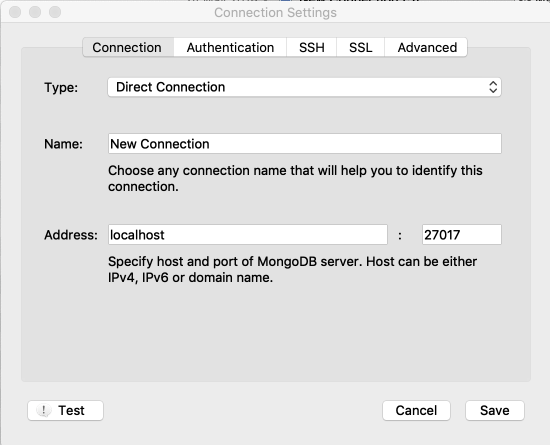 Connection Settings
Connection Authentication SSH SSL Advanced
Type: Direct Connection
Name: New Connection
Choose any connection name that will help you to identify this
connection.
Address: localhost : 27017
Specify host and port of MongoDB server. Host can be either
IPv4, IPv6 or domain name.
! Test Cancel Save